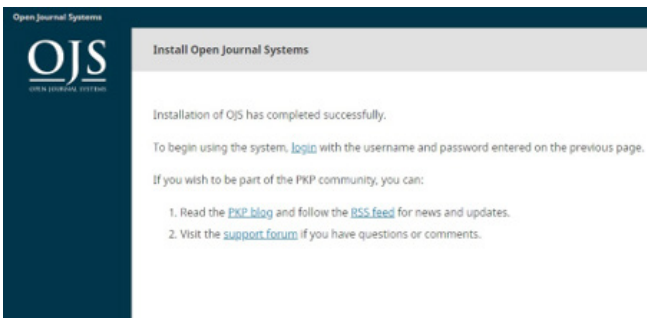 Open Journal Systems
OJS
OPEN JOURNAL SYSTEMS
Install Open Journal Systems
Installation of OJS has completed successfully.
To begin using the system, login with the username and password entered on the previous page.
If you wish to be part of the PKP community, you can:
1. Read the PKP blog and follow the RSS feed for news and updates.
2. Visit the support forum if you have questions or comments.